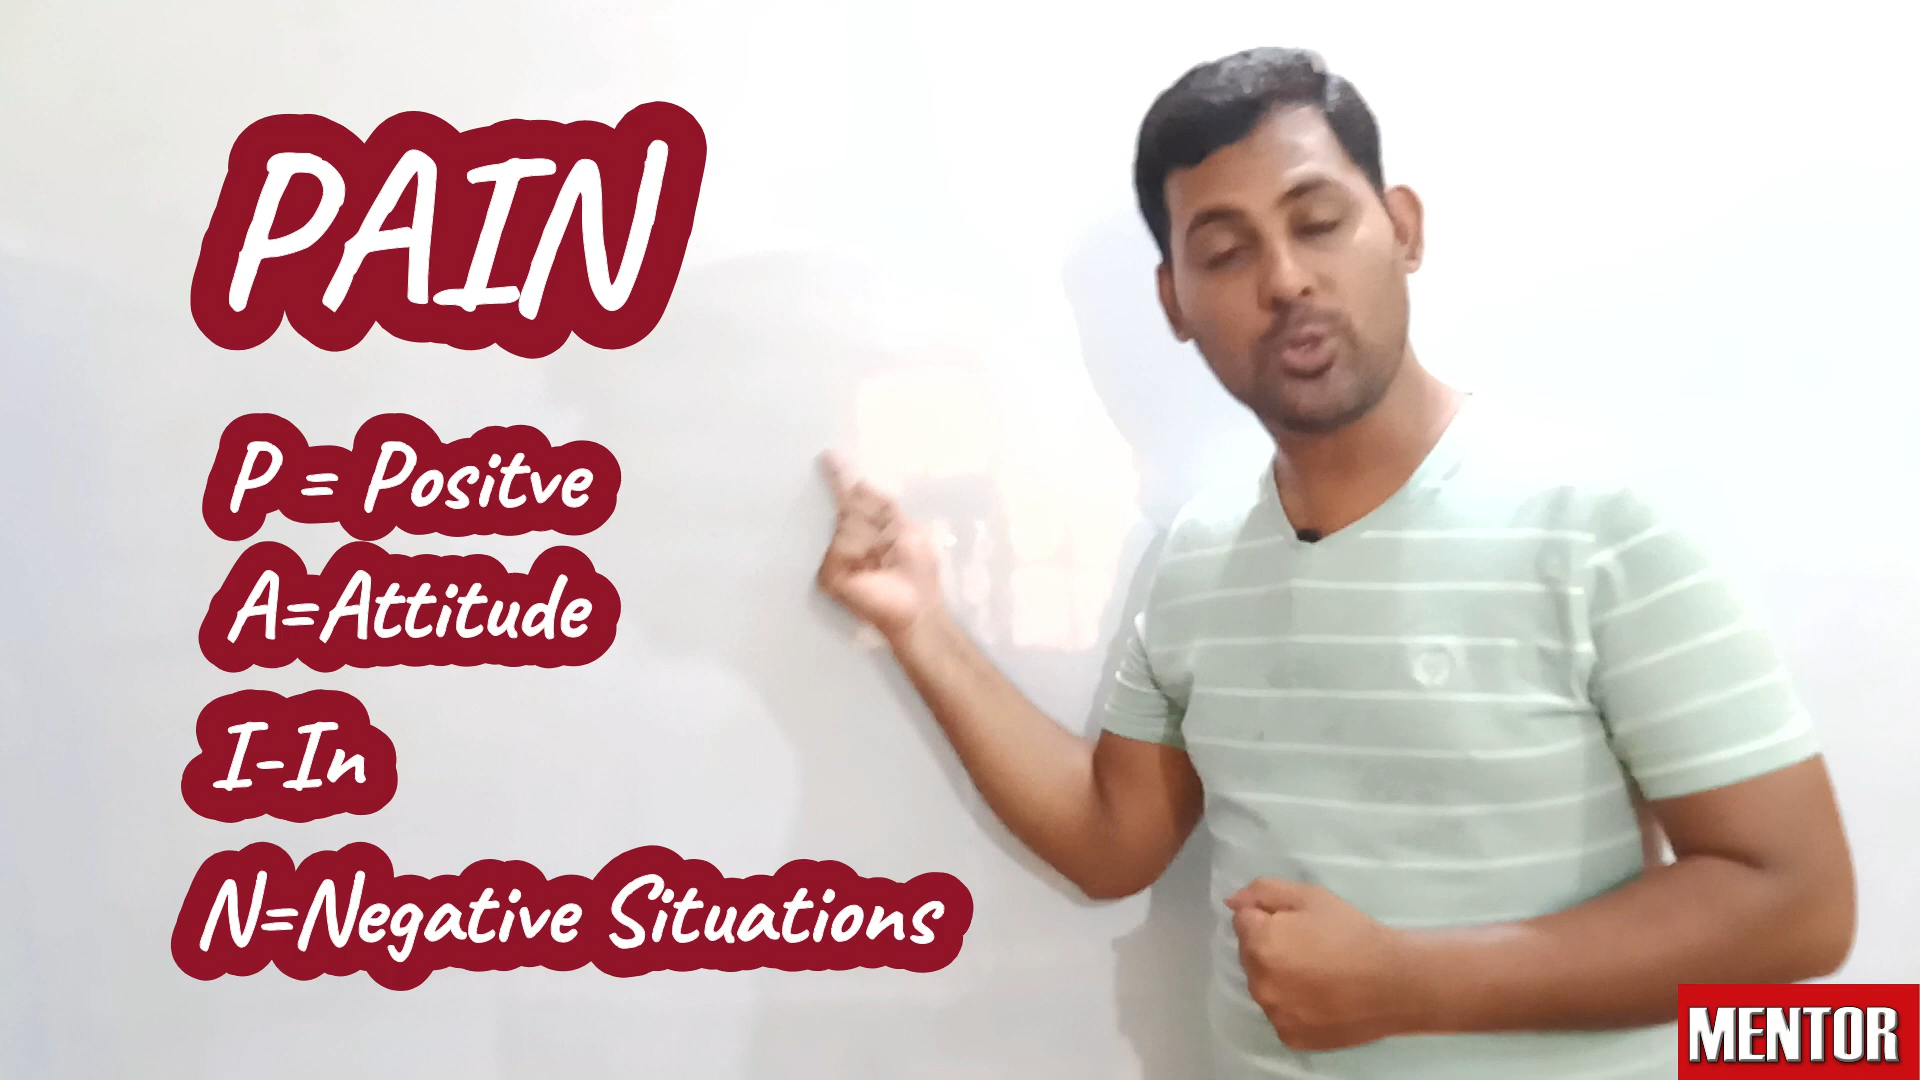 PAIN
P = Positve
A=Attitude
I-In
N=Negative Situations
MENTOR